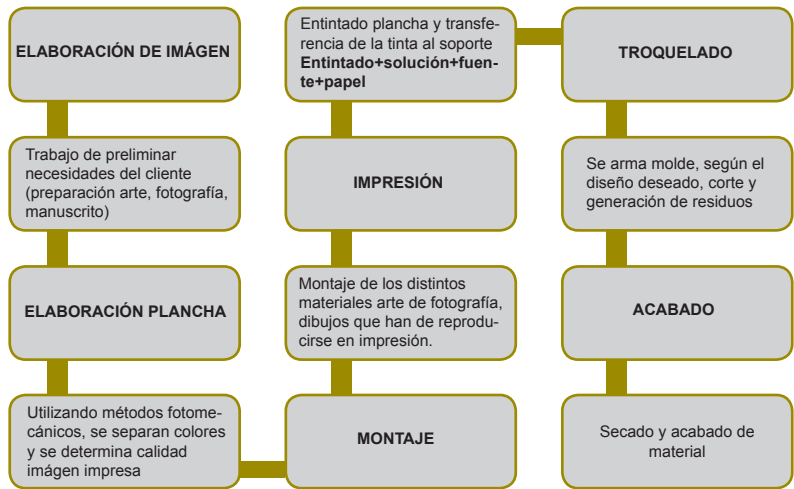 ELABORACIÓN DE IMÁGEN
Trabajo de preliminar
necesidades del cliente
(preparación arte, fotografía,
manuscrito)
ELABORACIÓN PLANCHA
Utilizando métodos fotome-
cánicos, se separan colores
y se determina calidad
imágen impresa
MONTAJE
Montaje de los distintos
materiales arte de fotografía,
dibujos que han de reprodu-
cirse en impresión.
IMPRESIÓN
Entintado plancha y transfe-
rencia de la tinta al soporte
Entintado+solución+fuen-
te+papel
TROQUELADO
Se arma molde, según el
diseño deseado, corte y
generación de residuos
ACABADO
Secado y acabado de
material